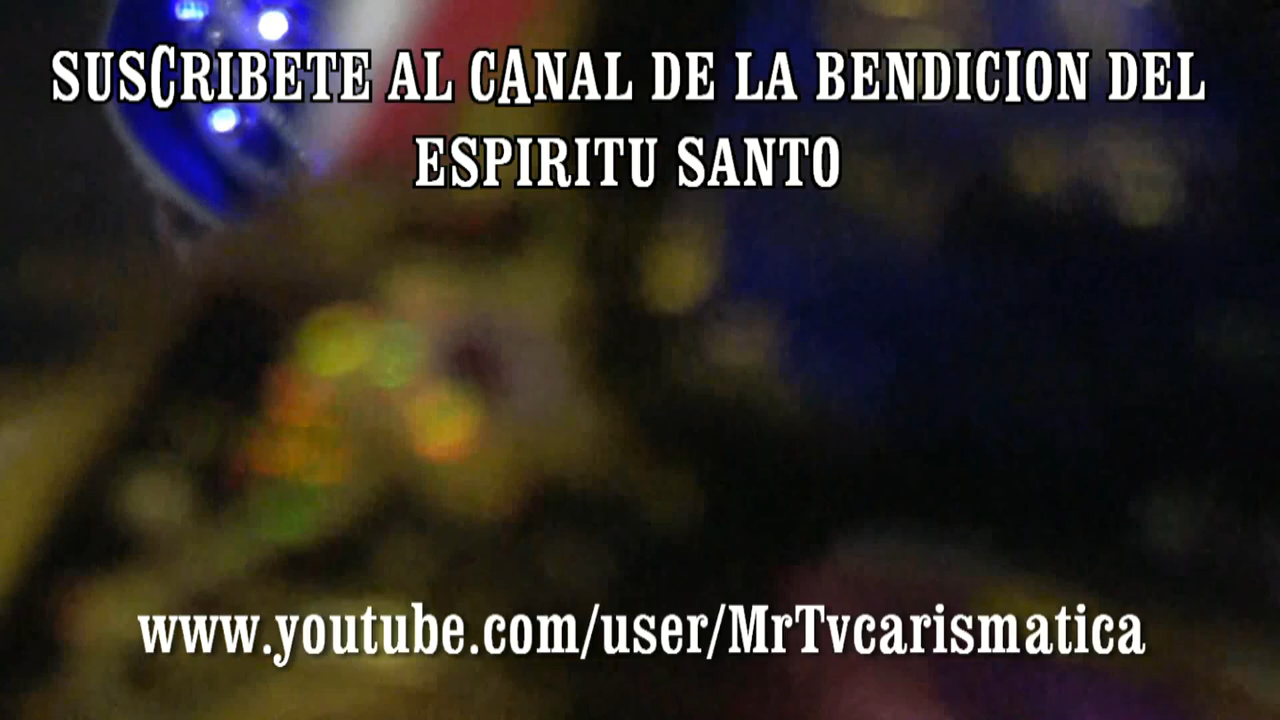 SUSCRIBETE AL CANAL DE LA BENDICION DEL
ESPIRITU SANTO
www.youtube.com/user/MrTvcarismatica